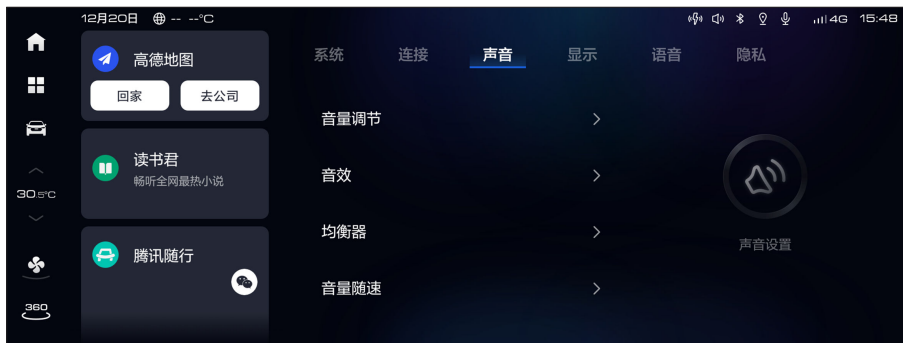 12月20日 -- --°C
4G 15:48
高德地图
回家 去公司
读书君
畅听全网最热小说
30.5°C
腾讯随行
360
系统 连接 声音 显示 语音 隐私
音量调节
音效
均衡器
音量随速
声音设置